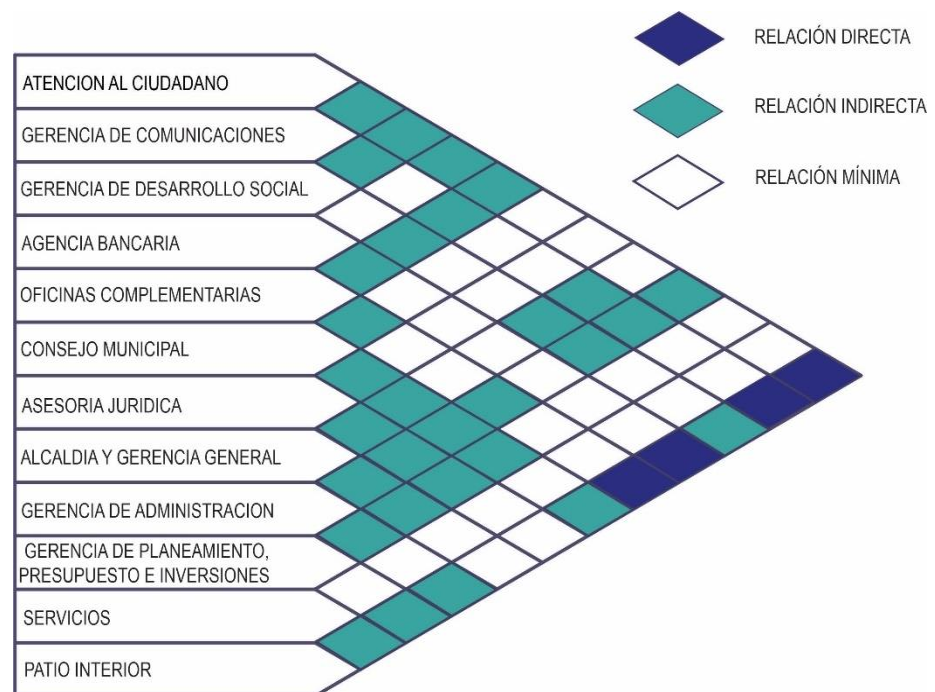 RELACIÓN DIRECTA
RELACIÓN INDIRECTA
RELACIÓN MÍNIMA
ATENCION AL CIUDADANO
GERENCIA DE COMUNICACIONES
GERENCIA DE DESARROLLO SOCIAL
AGENCIA BANCARIA
OFICINAS COMPLEMENTARIAS
CONSEJO MUNICIPAL
ASESORIA JURIDICA
ALCALDIA Y GERENCIA GENERAL
GERENCIA DE ADMINISTRACION
GERENCIA DE PLANEAMIENTO,
PRESUPUESTO E INVERSIONES
SERVICIOS
PATIO INTERIOR